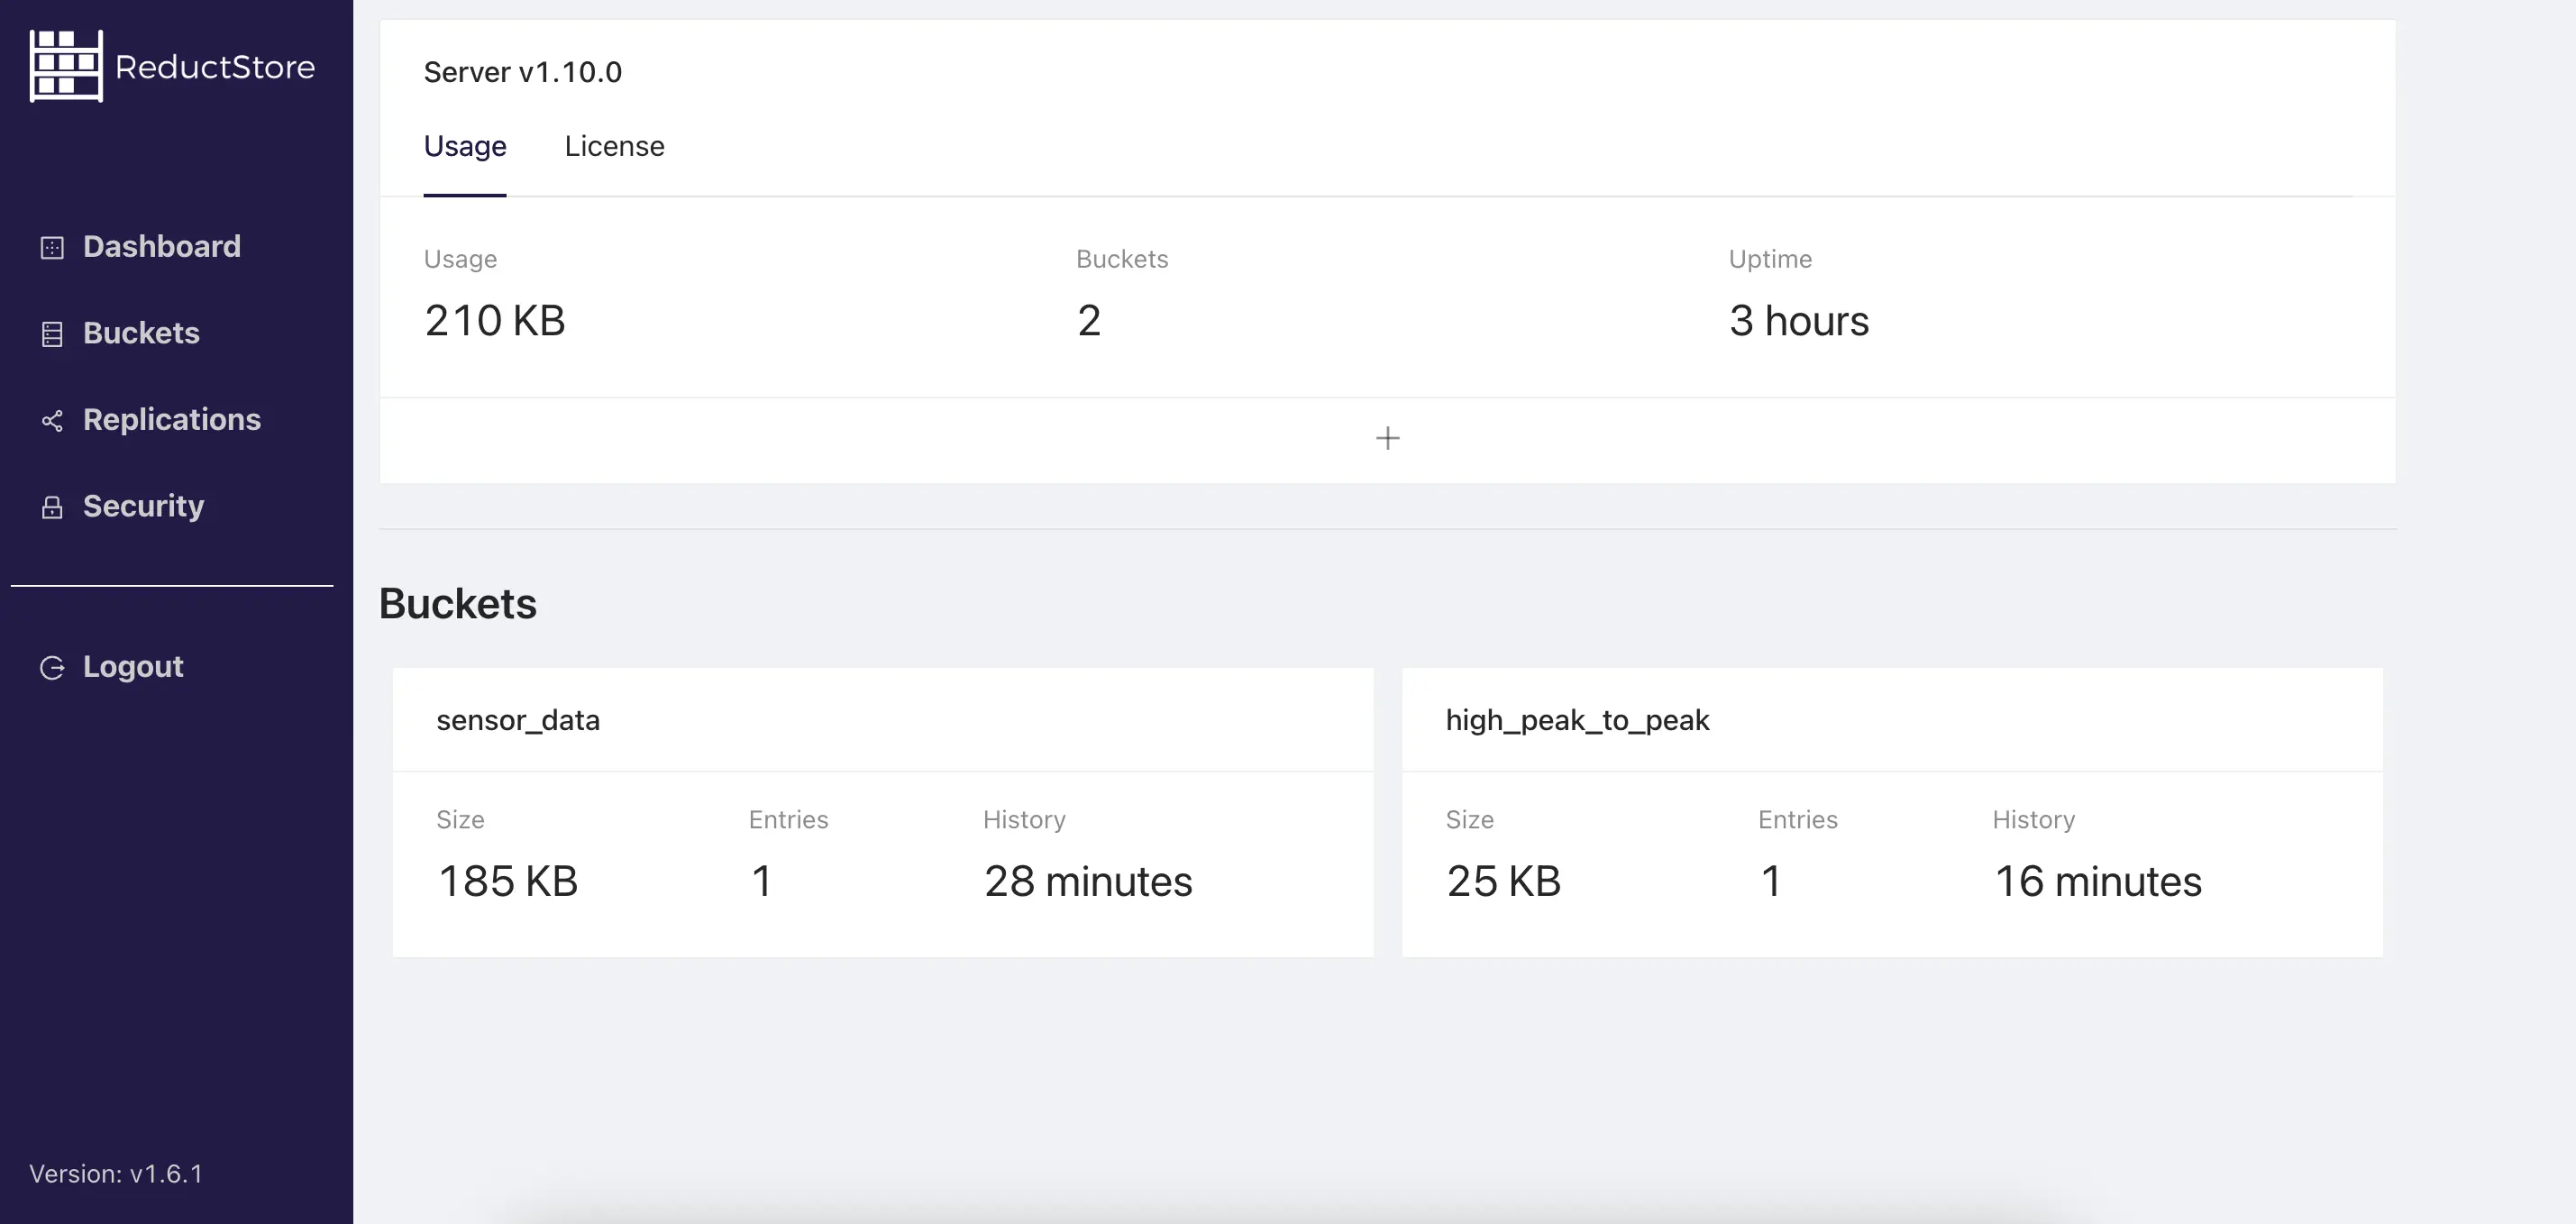 ReductStore
Dashboard
Buckets
Replications
Security
Logout
Version: v1.6.1
Server v1.10.0
Usage License
Usage Buckets Uptime
210 KB 2 3 hours
+
Buckets
sensor_data
Size Entries History
185 KB 1 28 minutes
high_peak_to_peak
Size Entries History
25 KB 1 16 minutes